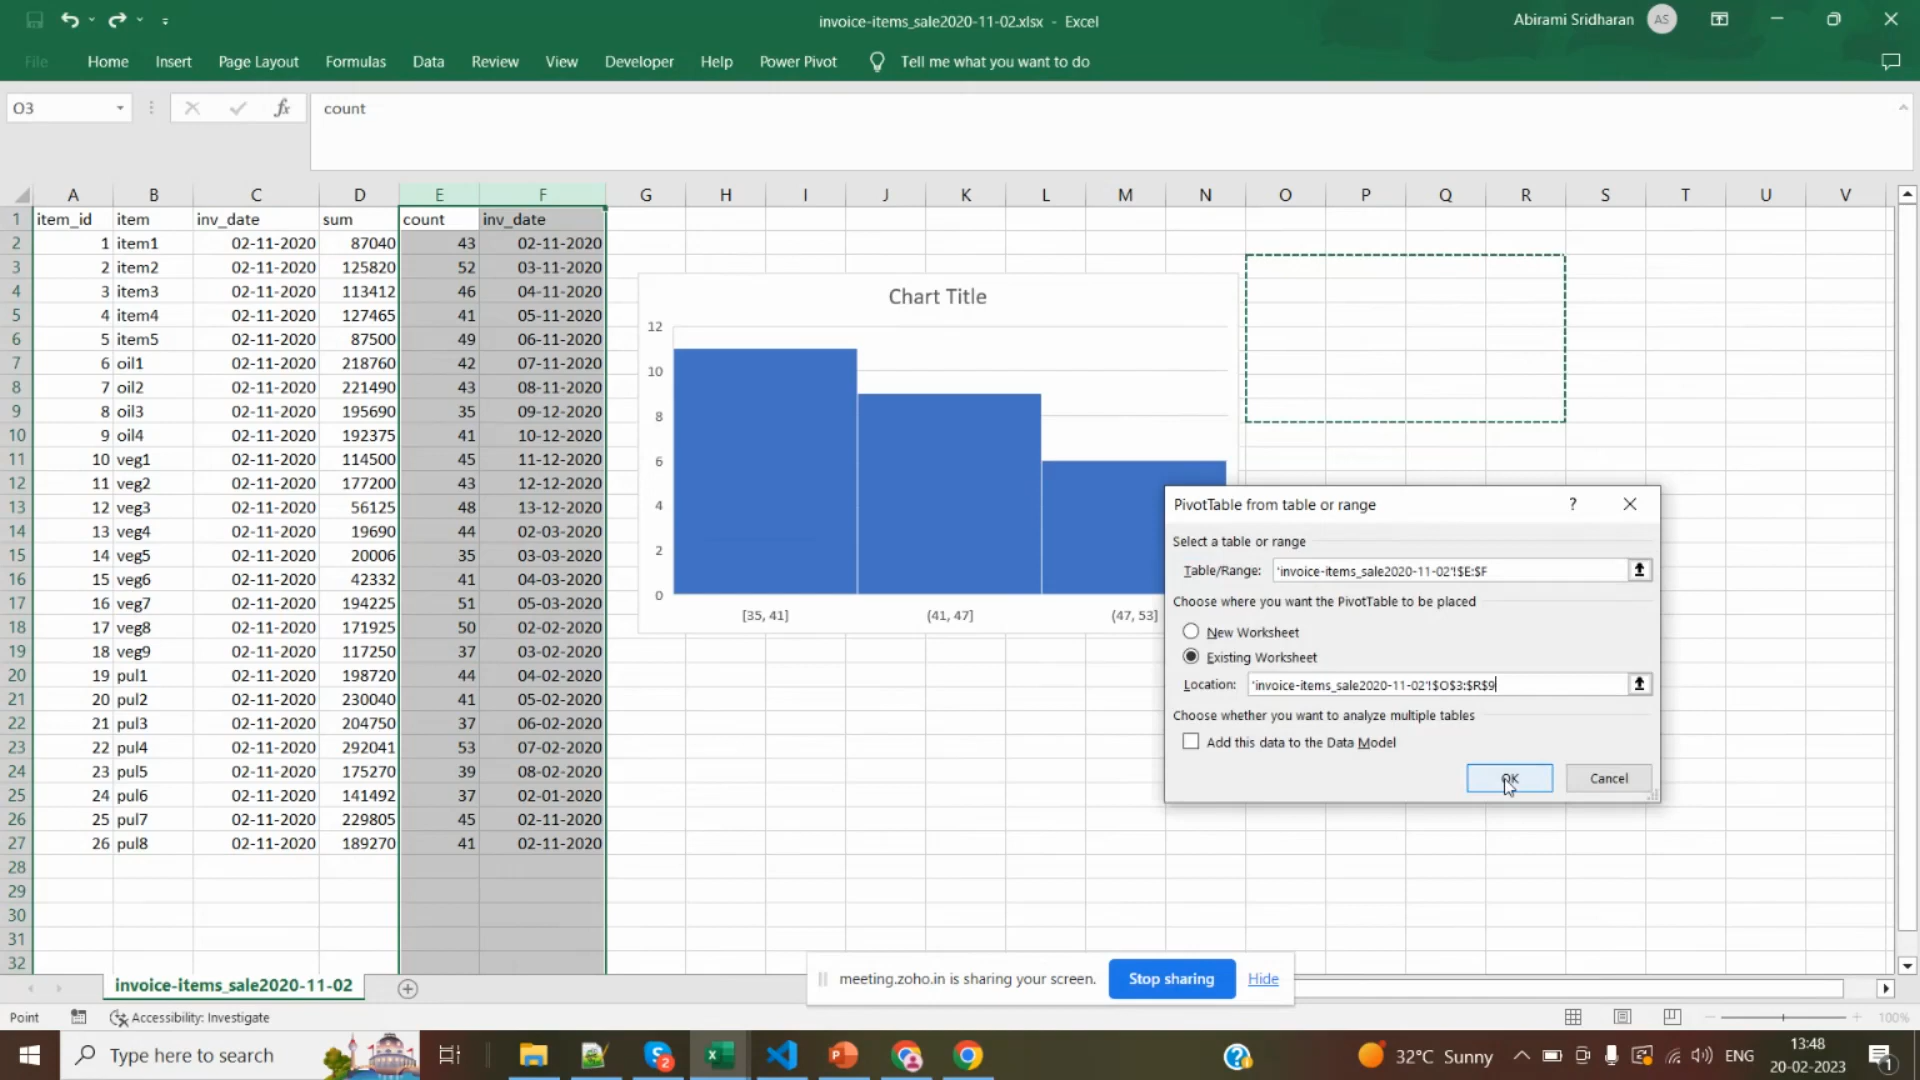 invoice-items_sale2020-11-02.xlsx - Excel
Abirami Sridharan AS
File Home Insert Page Layout Formulas Data Review View Developer Help Power Pivot Tell me what you want to do
O3 fx count
A B C D E F G H I J K L M N O P Q R S T U V
1 item_id item inv_date sum count inv_date
2 1 item1 02-11-2020 87040 43 02-11-2020
3 2 item2 02-11-2020 125820 52 03-11-2020
4 3 item3 02-11-2020 113412 46 04-11-2020
5 4 item4 02-11-2020 127465 41 05-11-2020
6 5 item5 02-11-2020 87500 49 06-11-2020
7 6 oil1 02-11-2020 218760 42 07-11-2020
8 7 oil2 02-11-2020 221490 43 08-11-2020
9 8 oil3 02-11-2020 195690 35 09-12-2020
10 9 oil4 02-11-2020 192375 41 10-12-2020
11 10 veg1 02-11-2020 114500 45 11-12-2020
12 11 veg2 02-11-2020 177200 43 12-12-2020
13 12 veg3 02-11-2020 56125 48 13-12-2020
14 13 veg4 02-11-2020 19690 44 02-03-2020
15 14 veg5 02-11-2020 20006 35 03-03-2020
16 15 veg6 02-11-2020 42332 41 04-03-2020
17 16 veg7 02-11-2020 194225 51 05-03-2020
18 17 veg8 02-11-2020 171925 50 02-02-2020
19 18 veg9 02-11-2020 117250 37 03-02-2020
20 19 pul1 02-11-2020 198720 44 04-02-2020
21 20 pul2 02-11-2020 230040 41 05-02-2020
22 21 pul3 02-11-2020 204750 37 06-02-2020
23 22 pul4 02-11-2020 292041 53 07-02-2020
24 23 pul5 02-11-2020 175270 39 08-02-2020
25 24 pul6 02-11-2020 141492 37 02-01-2020
26 25 pul7 02-11-2020 229805 45 02-11-2020
27 26 pul8 02-11-2020 189270 41 02-11-2020
28
29
30
31
32
Chart Title
12
10
8
6
4
2
0
[35, 41] (41, 47] (47, 53]
PivotTable from table or range ?
Select a table or range
Table/Range: 'invoice-items_sale2020-11-02'!$E:$F
Choose where you want the PivotTable to be placed
New Worksheet
Existing Worksheet
Location: 'invoice-items_sale2020-11-02'!$O$3:$R$9
Choose whether you want to analyze multiple tables
Add this data to the Data Model
OK Cancel
meeting.zoho.in is sharing your screen. Stop sharing Hide
invoice-items_sale2020-11-02
Point Accessibility: Investigate 100%
Type here to search
2
32°C Sunny ENG
13:48
20-02-2023
1